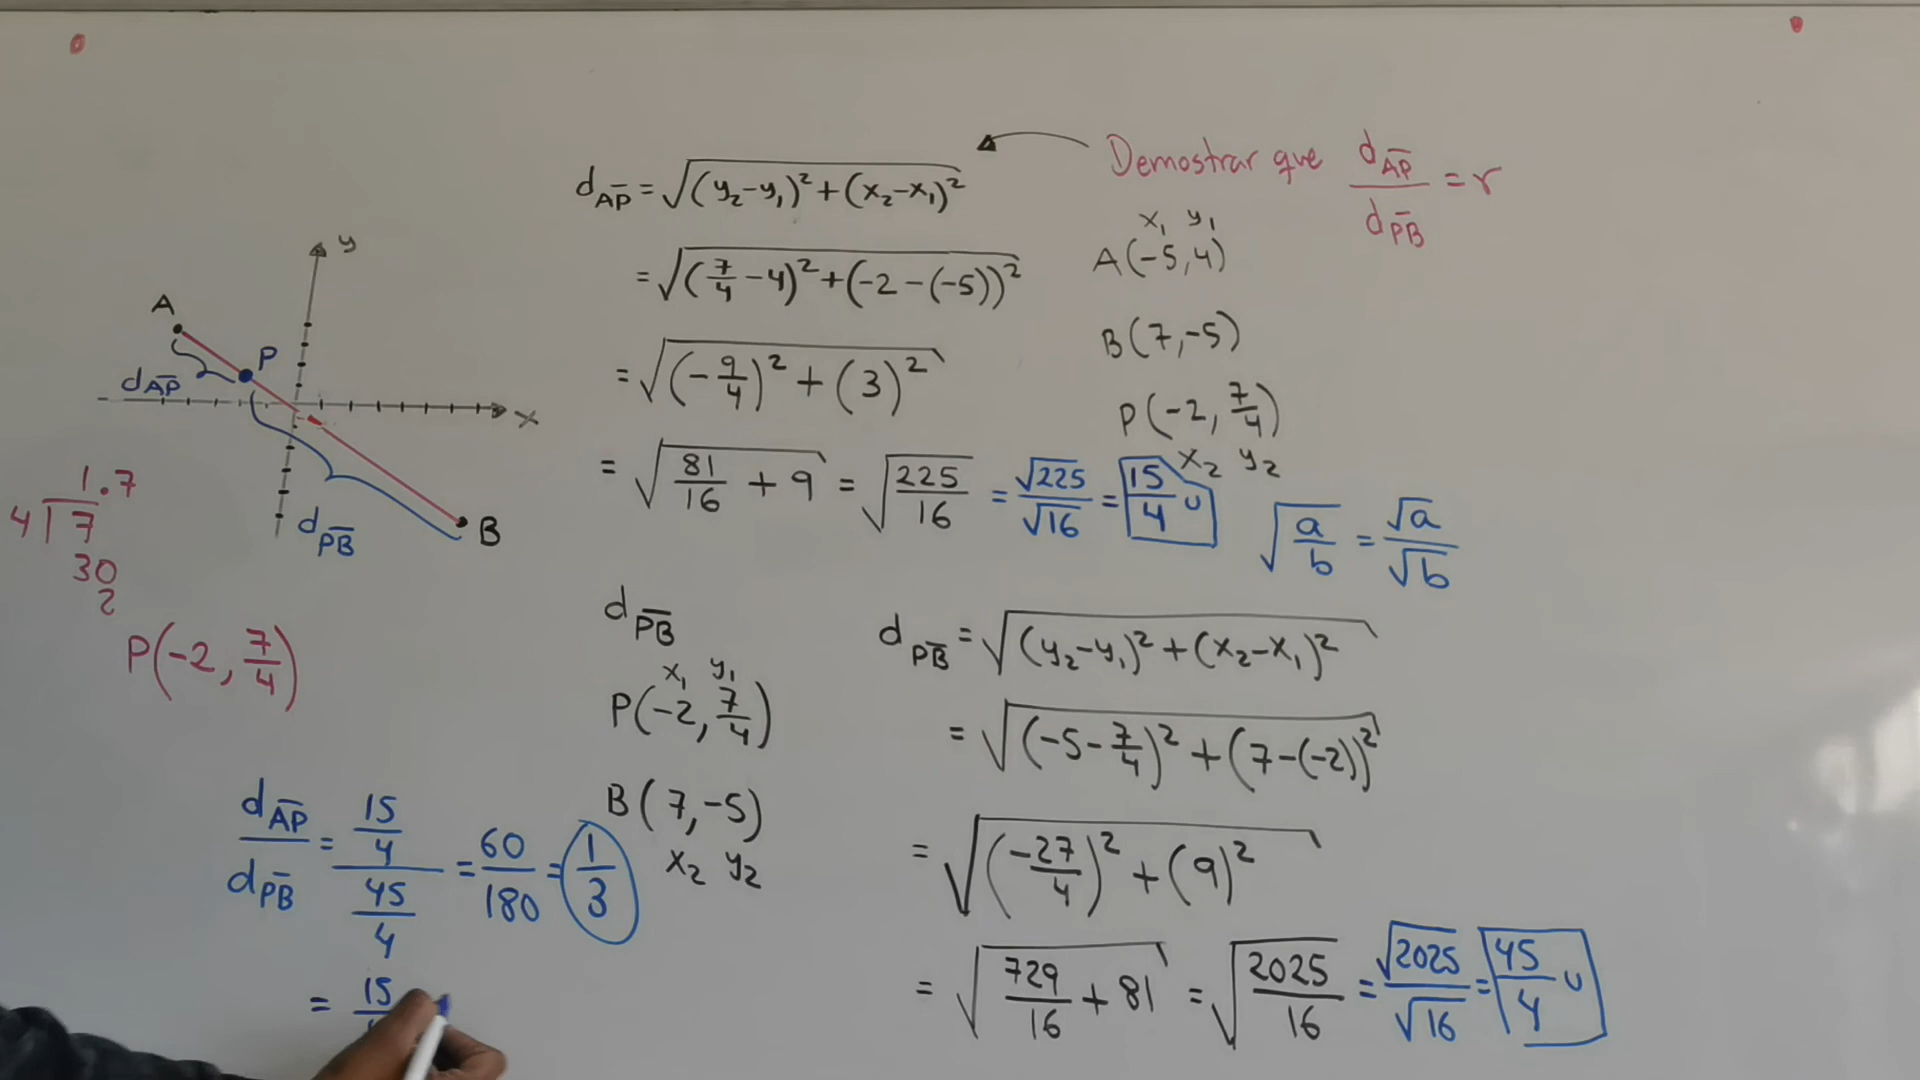 Demostrar que d_AP̅ / d_PB̅ = r
x₁ y₁
A(-5,4)
B(7,-5)
P(-2, 7/4)
x₂ y₂
√(a/b) = √a/√b
d_AP̅ = √((y₂-y₁)²+(x₂-x₁)²)
= √((7/4-4)²+(-2-(-5))²)
= √((-9/4)²+(3)²)
= √(81/16+9) = √(225/16) = √225/√16 = 15/4 u
y
A
P
d_AP̅
x
d_PB̅
B
1.7
4 7
30
2
P(-2, 7/4)
d_PB̅
x₁ y₁
P(-2, 7/4)
B(7,-5)
x₂ y₂
d_PB̅ = √((y₂-y₁)²+(x₂-x₁)²)
= √((-5-7/4)²+(7-(-2))²)
= √((-27/4)²+(9)²)
= √(729/16+81) = √(2025/16) = √2025/√16 = 45/4 u
d_AP̅ / d_PB̅ = (15/4)/(45/4) = 60/180 = 1/3
= 15